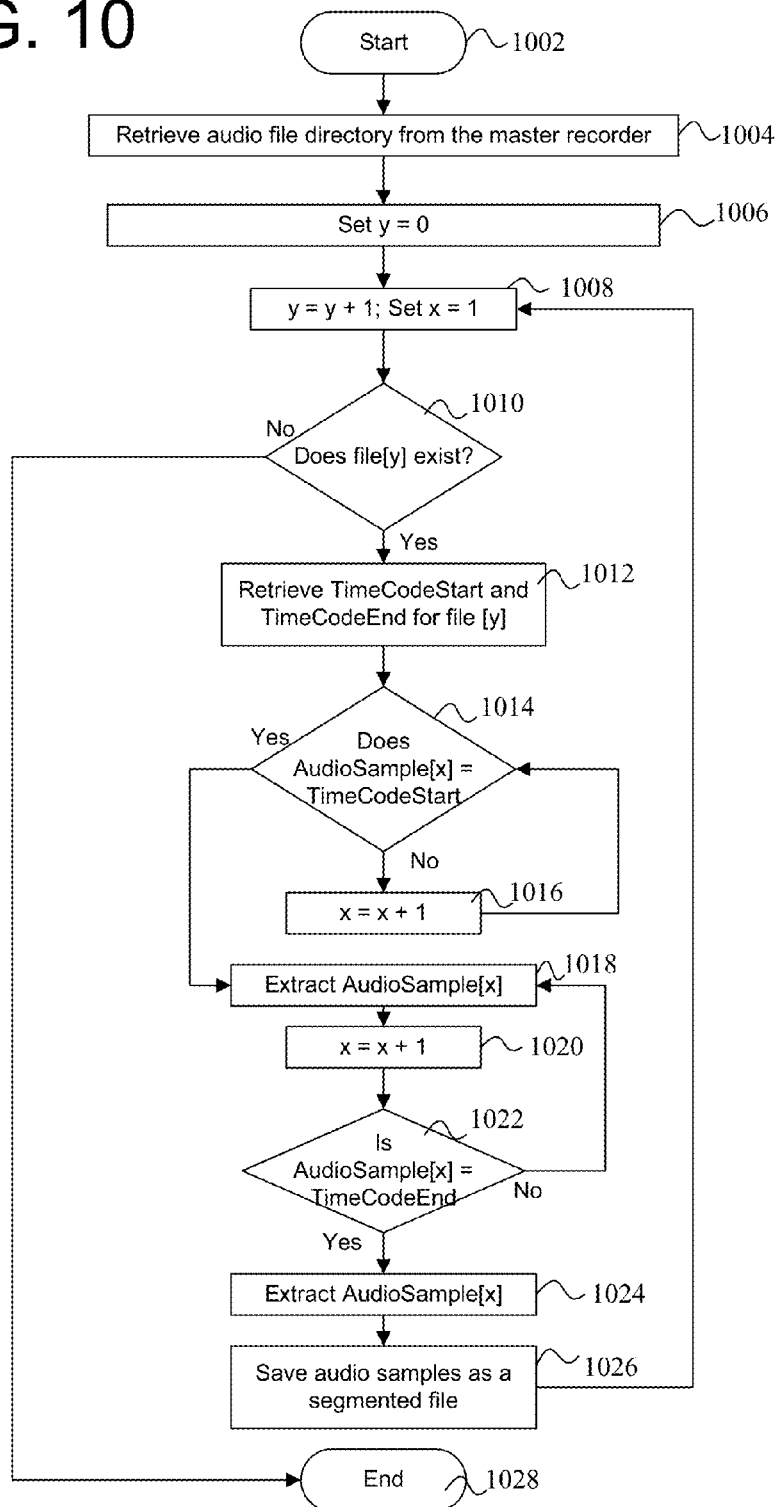 G. 10
Start
1002
Retrieve audio file directory from the master recorder
1004
Set y = 0
1006
y = y + 1; Set x = 1
1008
Does file[y] exist?
1010
No
Yes
Retrieve TimeCodeStart and
TimeCodeEnd for file [y]
1012
Does
AudioSample[x] =
TimeCodeStart
1014
Yes
No
x = x + 1
1016
Extract AudioSample[x]
1018
x = x + 1
1020
Is
AudioSample[x] =
TimeCodeEnd
1022
No
Yes
Extract AudioSample[x]
1024
Save audio samples as a
segmented file
1026
End
1028